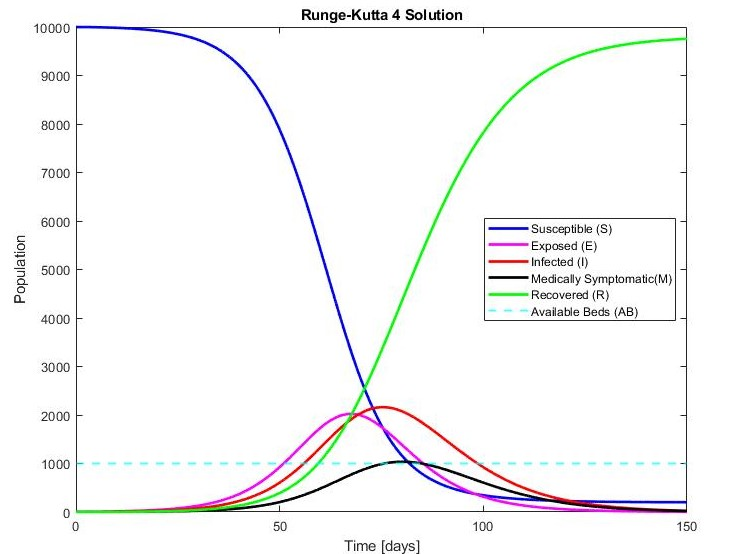 Runge-Kutta 4 Solution
10000
9000
8000
7000
6000
5000
4000
3000
2000
1000
0
Population
Susceptible (S)
Exposed (E)
Infected (I)
Medically Symptomatic(M)
Recovered (R)
Available Beds (AB)
0 50 100 150
Time [days]